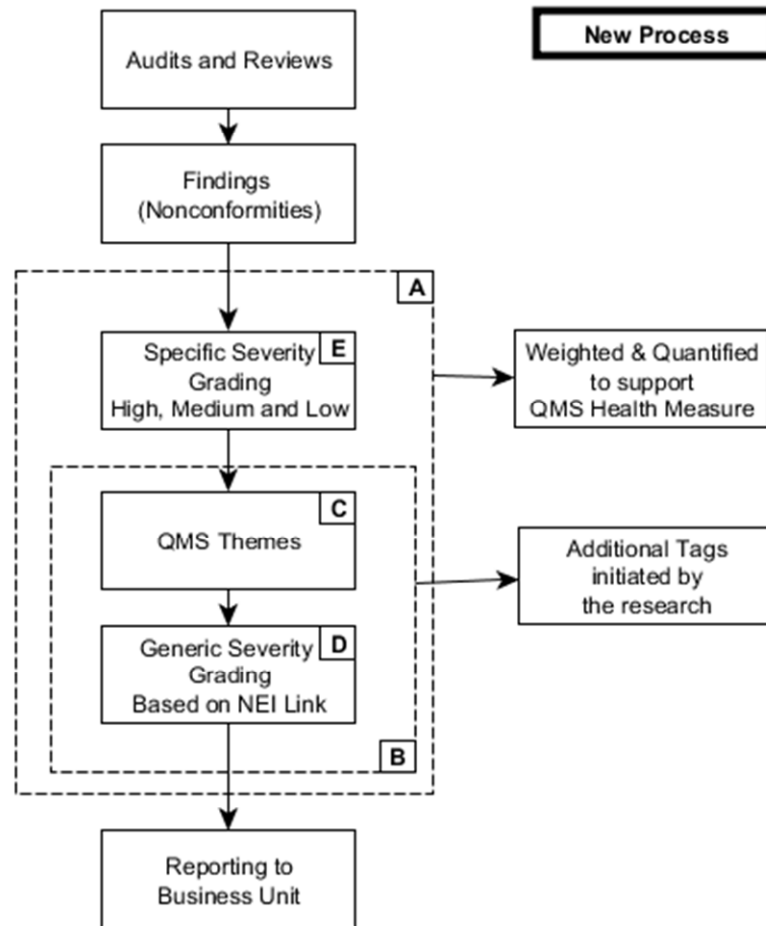 New Process
Audits and Reviews
Findings
(Nonconformities)
A
Specific Severity
Grading
High, Medium and Low
E
Weighted & Quantified
to support
QMS Health Measure
C
QMS Themes
Additional Tags
initiated by
the research
Generic Severity
Grading
Based on NEI Link
D
B
Reporting to
Business Unit